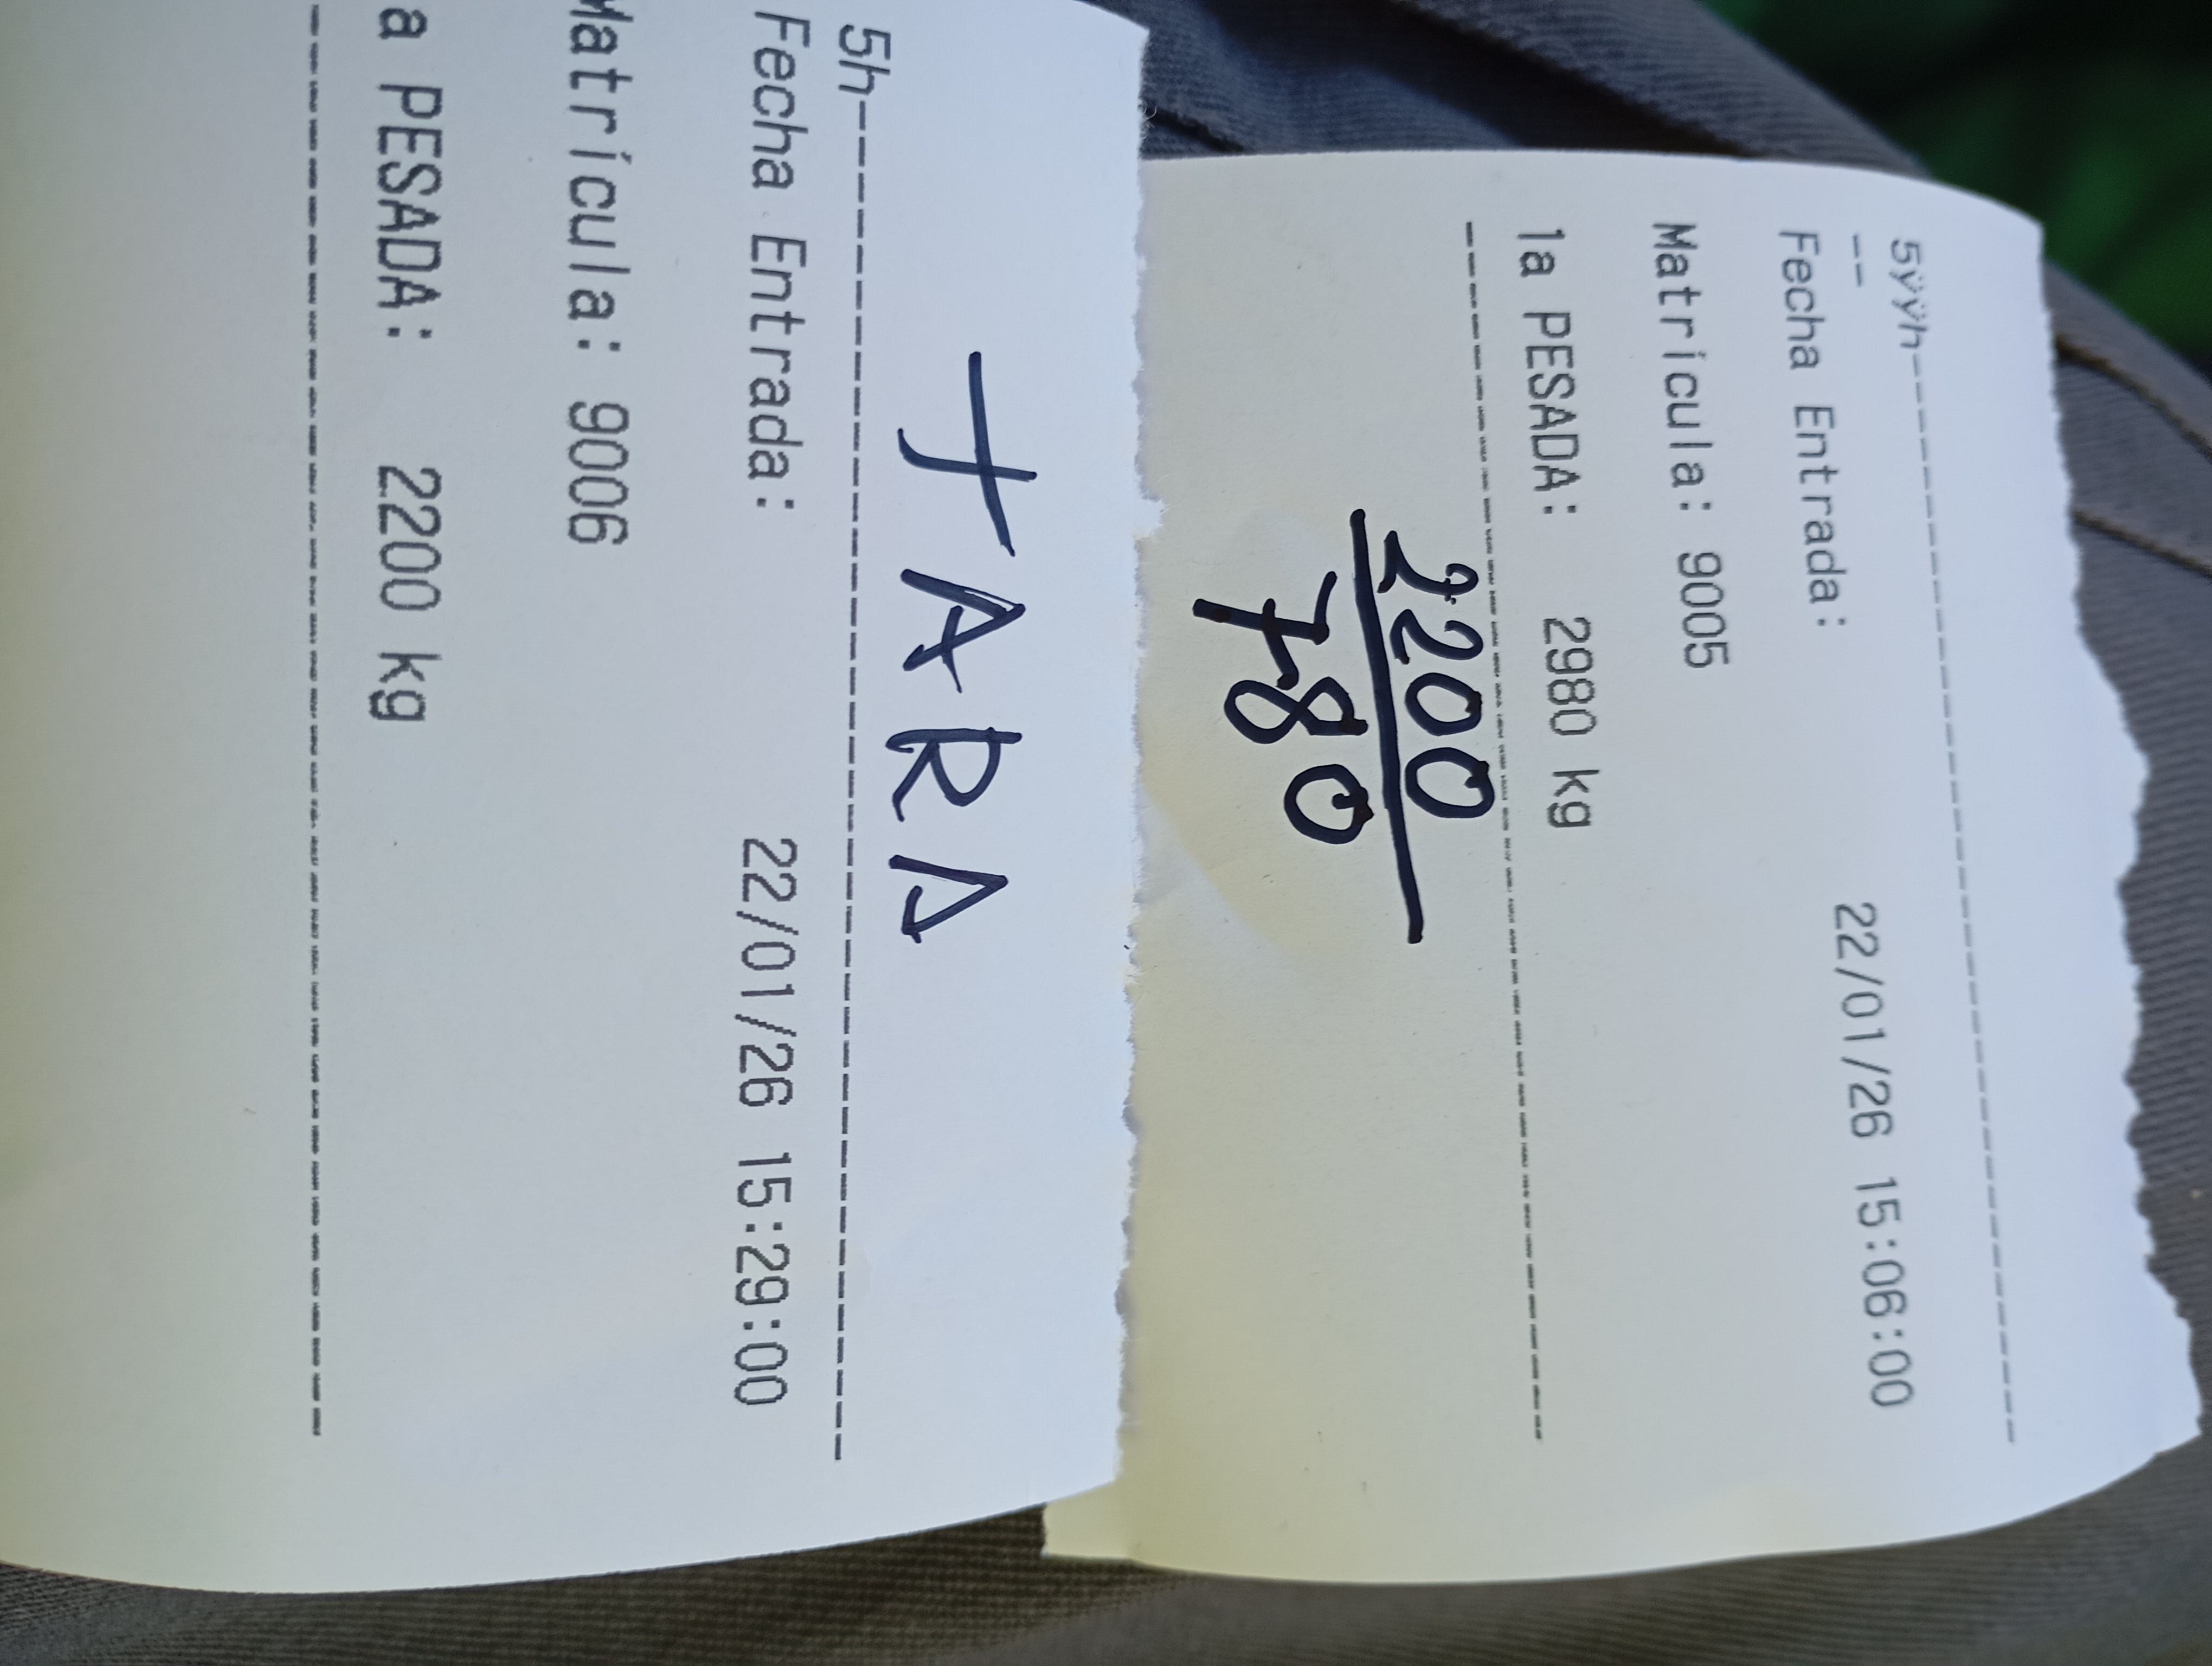 5ÿÿh------------------------
--
Fecha Entrada: 22/01/26 15:06:00
Matrícula: 9005
1a PESADA: 2980 kg
2200
780
TARA
5h------------------------
Fecha Entrada: 22/01/26 15:29:00
Matrícula: 9006
a PESADA: 2200 kg